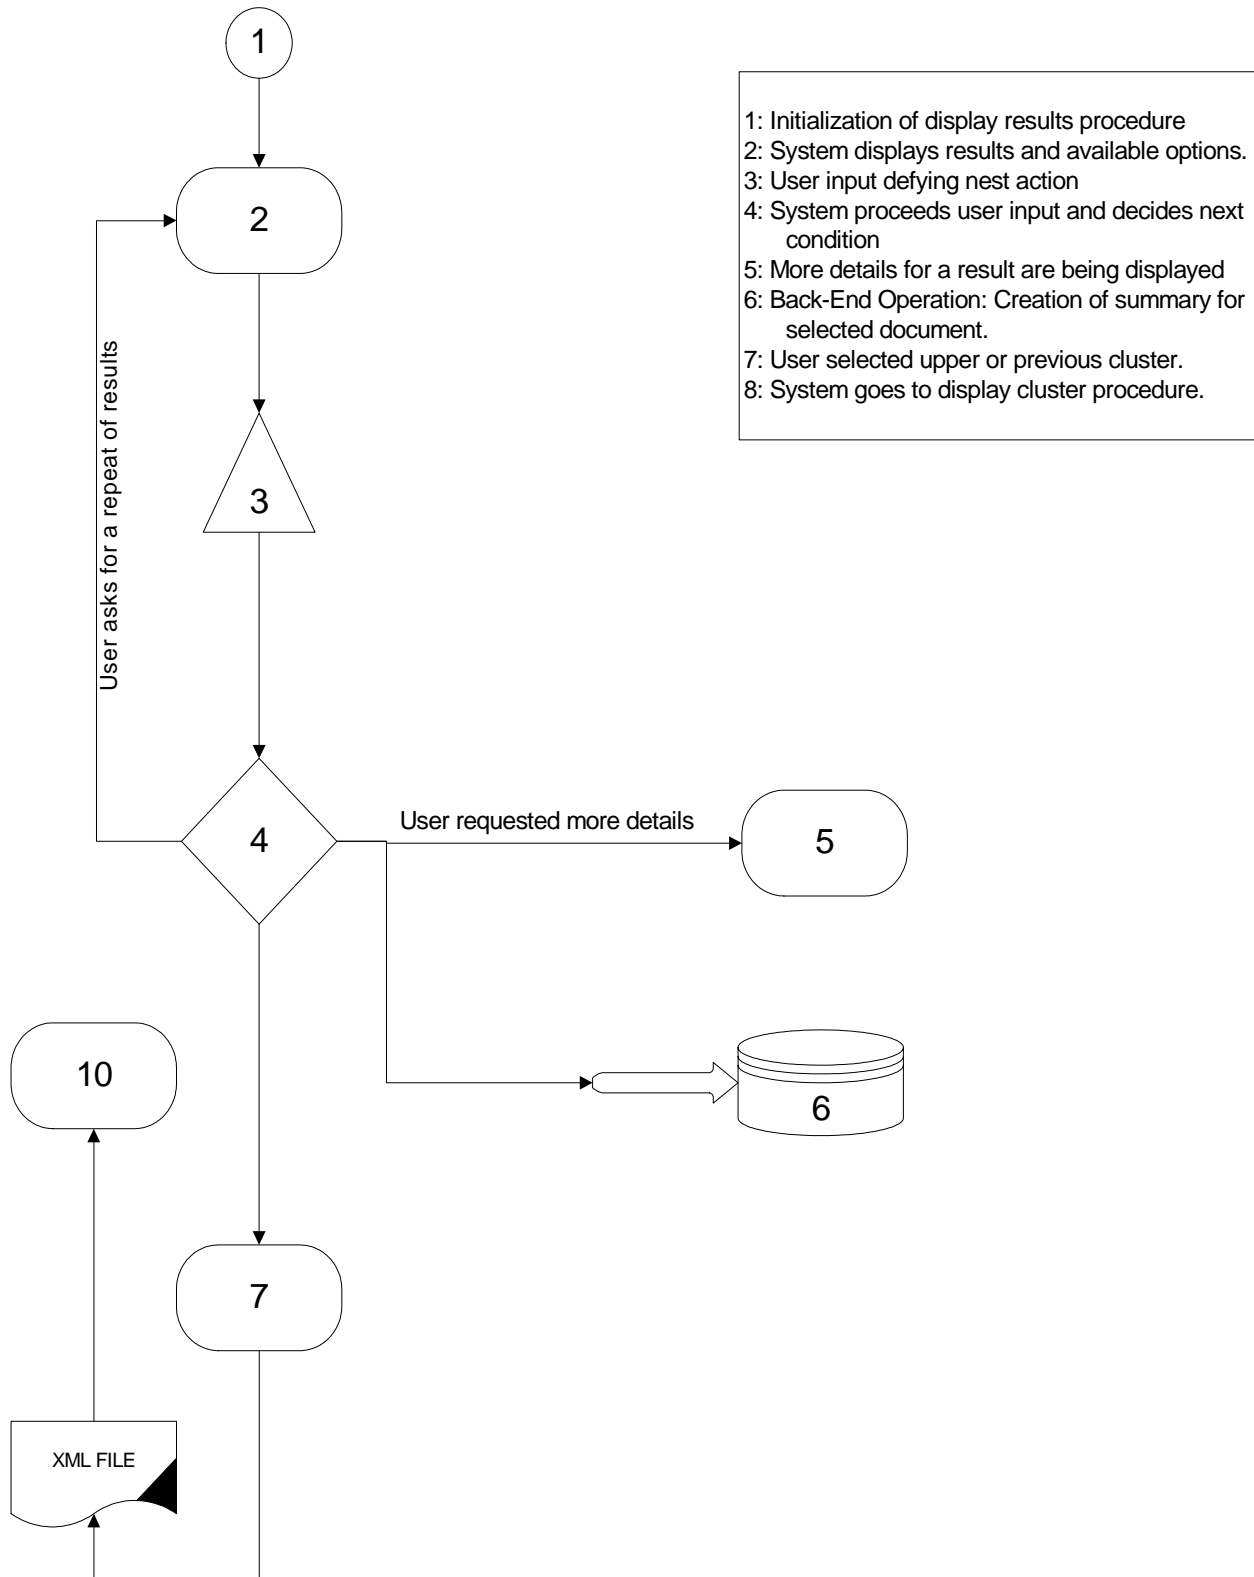 1
1: Initialization of display results procedure
2: System displays results and available options.
3: User input defying nest action
4: System proceeds user input and decides next
condition
5: More details for a result are being displayed
6: Back-End Operation: Creation of summary for
selected document.
7: User selected upper or previous cluster.
8: System goes to display cluster procedure.
2
User asks for a repeat of results
3
4
User requested more details
5
10
6
7
XML FILE